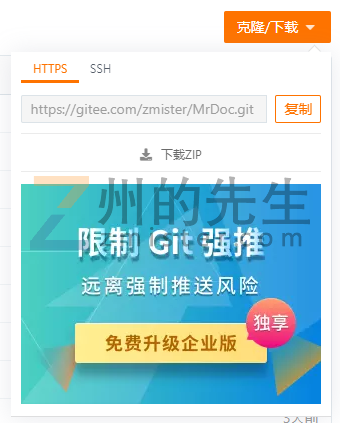 克隆/下载
HTTPS SSH
https://gitee.com/zmister/MrDoc.git 复制
下载ZIP
州的先生
zmister.com
限制 Git 强推
远离强制推送风险
独享
免费升级企业版
3天前